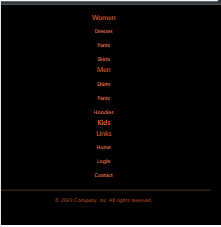 Women
Dresses
Pants
Skirts
Men
Shirts
Pants
Hoodies
Kids
Links
Home
Login
Contact
© 2023 Company, Inc. All rights reserved.